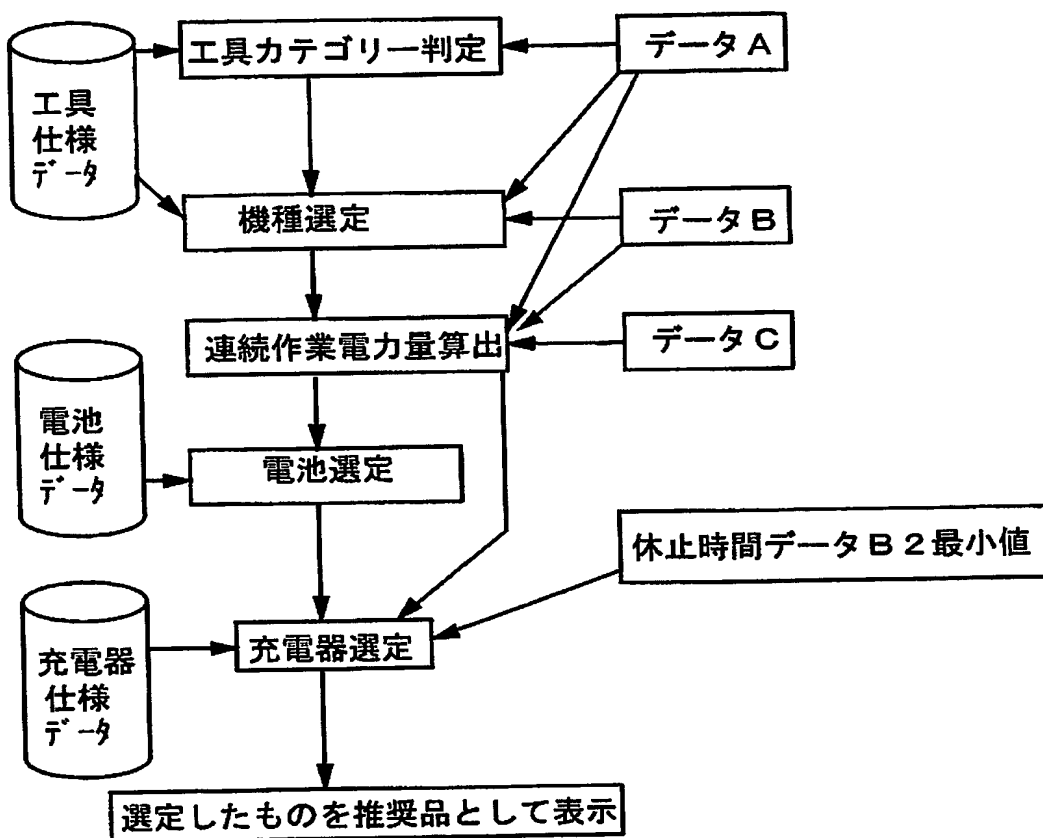 工具カテゴリー判定
データA
工具
仕様
データ
機種選定
データB
連続作業電力量算出
データC
電池
仕様
データ
電池選定
休止時間データB2最小値
充電器選定
充電器
仕様
データ
選定したものを推奨品として表示